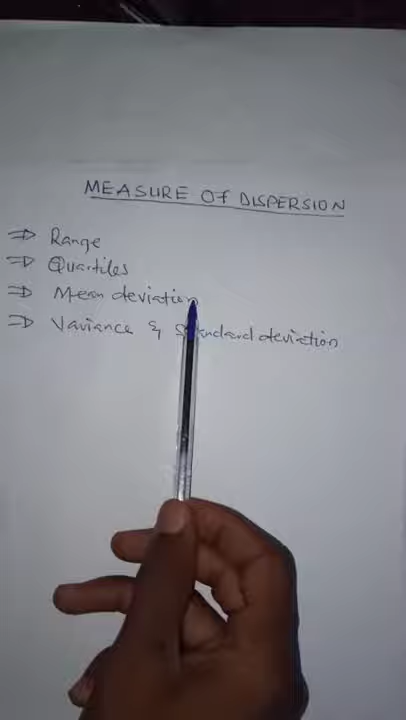 MEASURE OF DISPERSION
⇒ Range
⇒ Quartiles
⇒ Mean deviation
⇒ Variance & Standard deviation